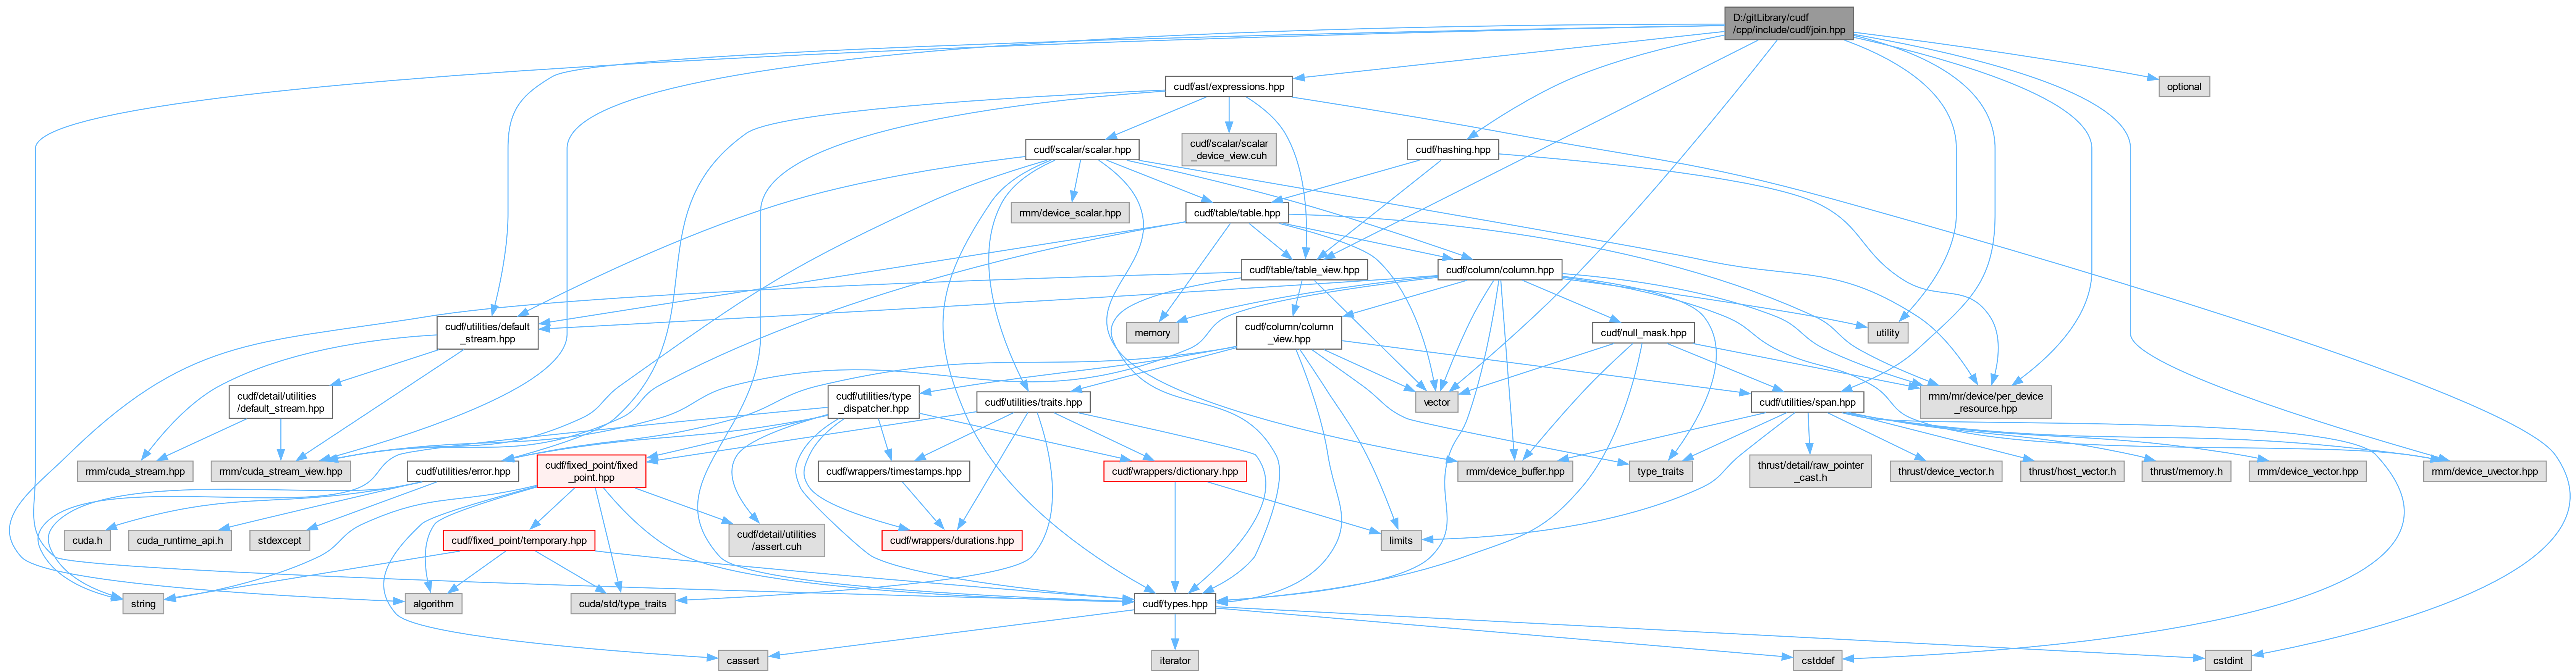 D:/gitLibrary/cudf
/cpp/include/cudf/join.hpp
cudf/ast/expressions.hpp
optional
cudf/scalar/scalar.hpp
cudf/scalar/scalar
_device_view.cuh
cudf/hashing.hpp
rmm/device_scalar.hpp
cudf/table/table.hpp
cudf/table/table_view.hpp
cudf/column/column.hpp
cudf/utilities/default
_stream.hpp
memory
cudf/column/column
_view.hpp
cudf/null_mask.hpp
utility
cudf/detail/utilities
/default_stream.hpp
cudf/utilities/type
_dispatcher.hpp
cudf/utilities/traits.hpp
vector
cudf/utilities/span.hpp
rmm/mr/device/per_device
_resource.hpp
rmm/cuda_stream.hpp
rmm/cuda_stream_view.hpp
cudf/utilities/error.hpp
cudf/fixed_point/fixed
_point.hpp
cudf/wrappers/timestamps.hpp
cudf/wrappers/dictionary.hpp
rmm/device_buffer.hpp
type_traits
thrust/detail/raw_pointer
_cast.h
thrust/device_vector.h
thrust/host_vector.h
thrust/memory.h
rmm/device_vector.hpp
rmm/device_uvector.hpp
cuda.h
cuda_runtime_api.h
stdexcept
cudf/fixed_point/temporary.hpp
cudf/detail/utilities
/assert.cuh
cudf/wrappers/durations.hpp
limits
string
algorithm
cuda/std/type_traits
cudf/types.hpp
cassert
iterator
cstddef
cstdint